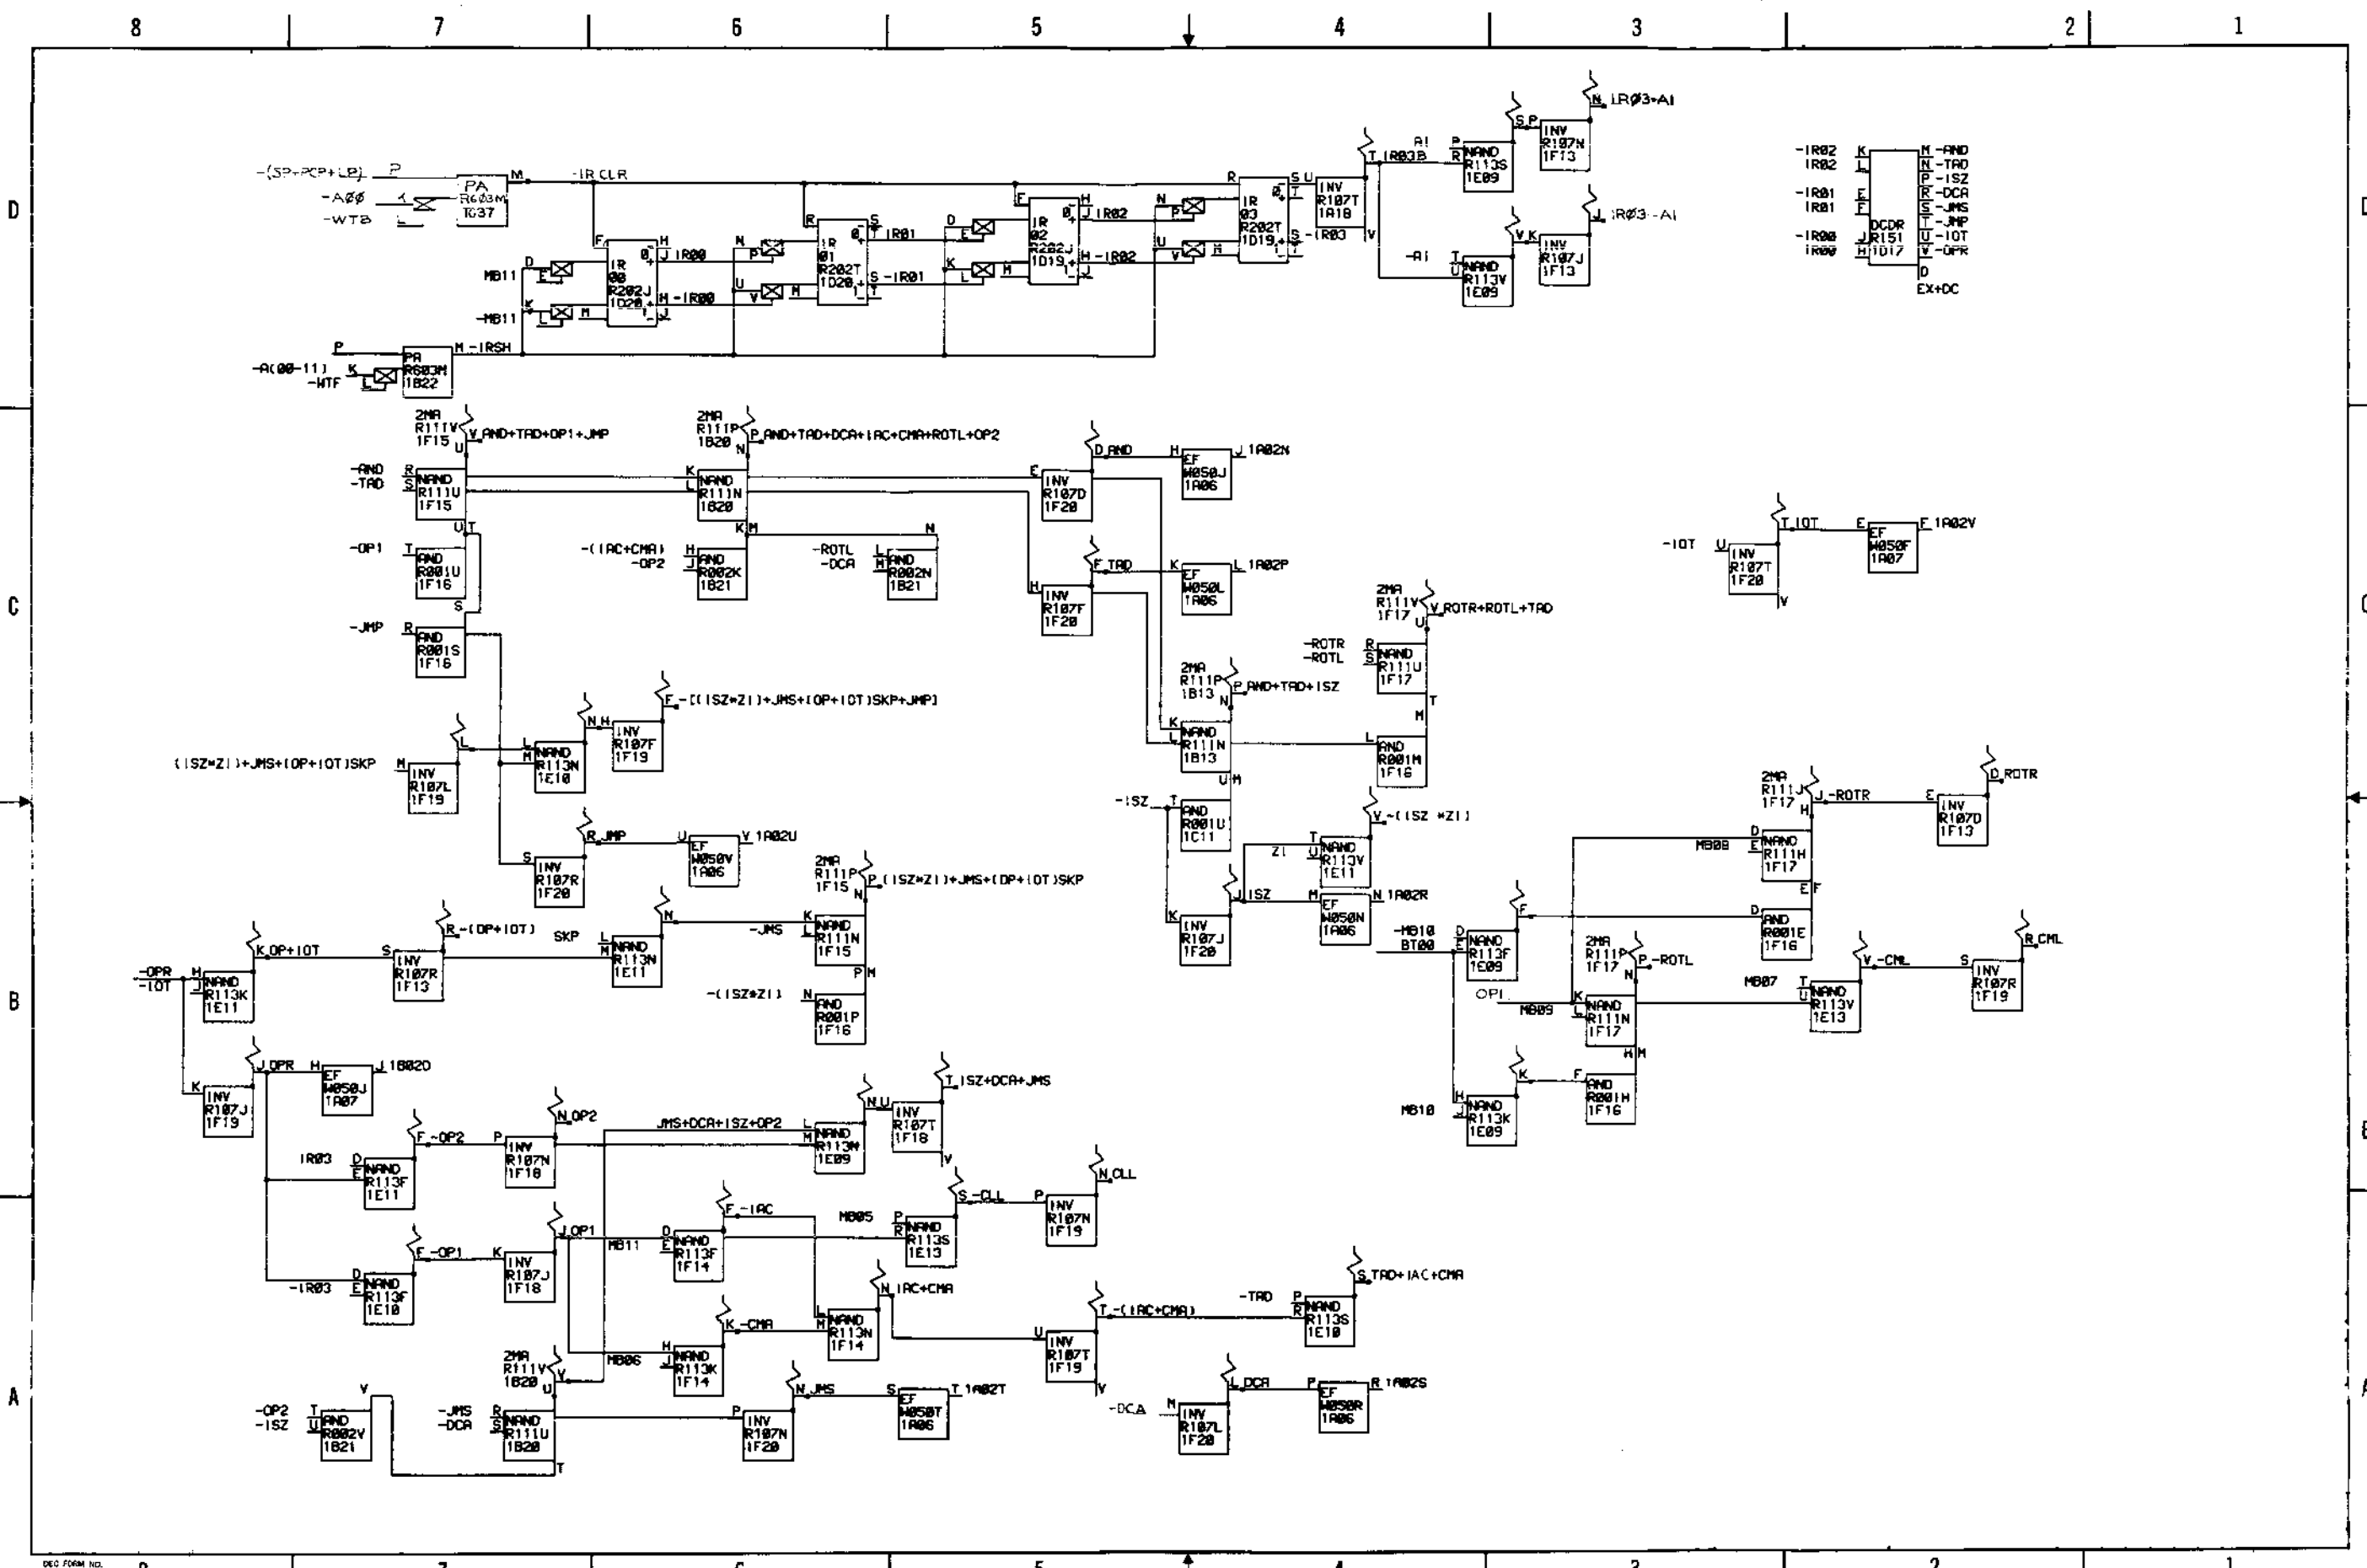 8 7 6 5 4 3 2 1
D
C
B
A
-(SP+PCP+LD) P
-A00
-WTB L
PA
R603M
M -IR CLR
D MB11 E
K -MB11 L
F IR
00
R202J
1D20
0 H
J IR00
M H -IR00
1 J
N P
U V
R IR
01
R202T
1D20
0 S
T IR01
M S -IR01
1 T
D E
K L
F IR
02
R202J
1D19
0 H
J IR02
M H -IR02
1 J
N P
U V
R IR
03
R202T
1D19
0 S U
T
M S -IR03
1 T
INV
R107T
1A18
T IR03B
V
AI P
R NAND
R113S
1E09
S P
INV
R107N
1F13
N IR03+AI
-AI T
U NAND
R113V
1E09
V K
INV
R107J
1F13
J IR03-AI
-IR02 K
IR02 L
-IR01 E
IR01 F
-IR00 J
IR00 H
DCDR
R151
1D17
M -AND
N -TAD
P -ISZ
R -DCA
S -JMS
T -JMP
U -IOT
V -OPR
D
EX+DC
P
-A(00-11) K
-WTF L
PA
R603M
1B22
M -IRSH
2MA
R111V
1F15
V AND+TAD+OP1+JMP
U
-AND R
-TAD S
NAND
R111U
1F15
U T
-OP1 T
AND
R001U
1F16
S
-JMP R
AND
R001S
1F16
2MA
R111P
1B20
P AND+TAD+DCA+IAC+CMA+ROTL+OP2
N
K
L
NAND
R111N
1B20
K M N
-(IAC+CMA) H
-OP2 J
AND
R002K
1B21
-ROTL L
-DCA M
AND
R002N
1B21
E INV
R107D
1F20
D AND
H EF
W050J
1A06
J 1A02N
H INV
R107F
1F20
F TAD
K EF
W050L
1A06
L 1A02P
-IOT U
INV
R107T
1F20
T IOT
V
E EF
W050F
1A07
F 1A02V
2MA
R111V
1F17
V ROTR+ROTL+TAD
U
-ROTR R
-ROTL S
NAND
R111U
1F17
T
M
L AND
R001M
1F16
2MA
R111P
1B13
P AND+TAD+ISZ
N
K
L
NAND
R111N
1B13
U M
-ISZ T
AND
R001U
1C11
((ISZ*ZI)+JMS+(OP+IOT)SKP M
INV
R107L
1F19
L
L
M
NAND
R113N
1E10
N H
INV
R107F
1F19
F -[(ISZ*ZI)+JMS+(OP+IOT)SKP+JMP]
S INV
R107R
1F20
R JMP
U EF
W050V
1A06
V 1A02U
2MA
R111P
1F15
P (ISZ*ZI)+JMS+(OP+IOT)SKP
N
-JMS K
L
NAND
R111N
1F15
P M
-(ISZ*ZI) N
AND
R001P
1F16
-OPR H
-IOT J
NAND
R113K
1E11
K OP+IOT
S INV
R107R
1F13
R -(OP+IOT)
SKP L
M
NAND
R113N
1E11
N
K INV
R107J
1F20
J ISZ
ZI T
U
NAND
R113V
1E11
V -(ISZ *ZI)
M EF
W050N
1A06
N 1A02R
-MB10 D
BT00 E
NAND
R113F
1E09
F
MB10 H
J
NAND
R113K
1E09
K
2MA
R111J
1F17
J -ROTR
H
MB08 D
E
NAND
R111H
1F17
E F
D AND
R001E
1F16
E INV
R107D
1F13
D ROTR
2MA
R111P
1F17
P -ROTL
N
OP1
MB09 K
L
NAND
R111N
1F17
H M
F AND
R001H
1F16
MB07 T
U
NAND
R113V
1E13
V -CML
S INV
R107R
1F19
R CML
K INV
R107J
1F19
J OPR
H EF
W050J
1A07
J 1B02D
IR03 D
E
NAND
R113F
1E11
F -OP2
P INV
R107N
1F18
N OP2
JMS+DCA+ISZ+OP2 L
M
NAND
R113N
1E09
N U
INV
R107T
1F18
T ISZ+DCA+JMS
V
-IR03 D
E
NAND
R113F
1E10
F -OP1
K INV
R107J
1F18
J OP1
MB11 D
E
NAND
R113F
1F14
F -IAC
MB05 P
R
NAND
R113S
1E13
S -CLL
P INV
R107N
1F19
N CLL
MB06 H
J
NAND
R113K
1F14
K -CMA
L
M
NAND
R113N
1F14
N IAC+CMA
U INV
R107T
1F19
T -(IAC+CMA)
V
-TAD P
R
NAND
R113S
1E10
S TAD+IAC+CMA
-OP2 T
-ISZ U
AND
R002V
1B21
V
2MA
R111V
1B20
V
U
-JMS R
-DCA S
NAND
R111U
1B20
T
P INV
R107N
1F20
N JMS
S EF
W050T
1A06
T 1A02T
-DCA M
INV
R107L
1F20
L DCA
P EF
W050R
1A06
R 1A02S
DEC FORM NO.